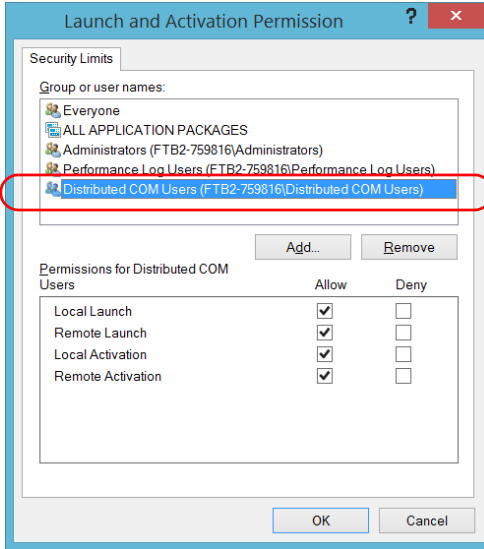 Launch and Activation Permission
?
×
Security Limits
Group or user names:
Everyone
ALL APPLICATION PACKAGES
Administrators (FTB2-759816\Administrators)
Performance Log Users (FTB2-759816\Performance Log Users)
Distributed COM Users (FTB2-759816\Distributed COM Users)
Add...
Remove
Permissions for Distributed COM
Users
Allow
Deny
Local Launch
Remote Launch
Local Activation
Remote Activation
OK
Cancel